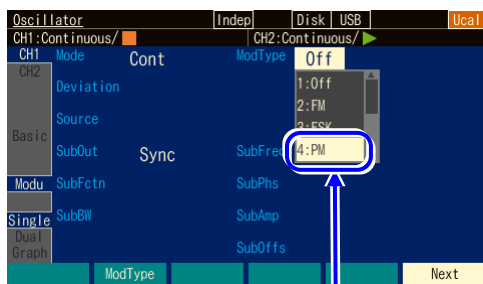 Oscillator Indep Disk USB Ucal
CH1:Continuous/ CH2:Continuous/
CH1 Mode Cont ModType Off
CH2
Deviation 1:Off
2:FM
Source 3:FSK
Basic
SubOut Sync SubFreq 4:PM
Modu SubFctn SubPhs
Single SubBW SubAmp
Dual
Graph SubOffs
ModType Next